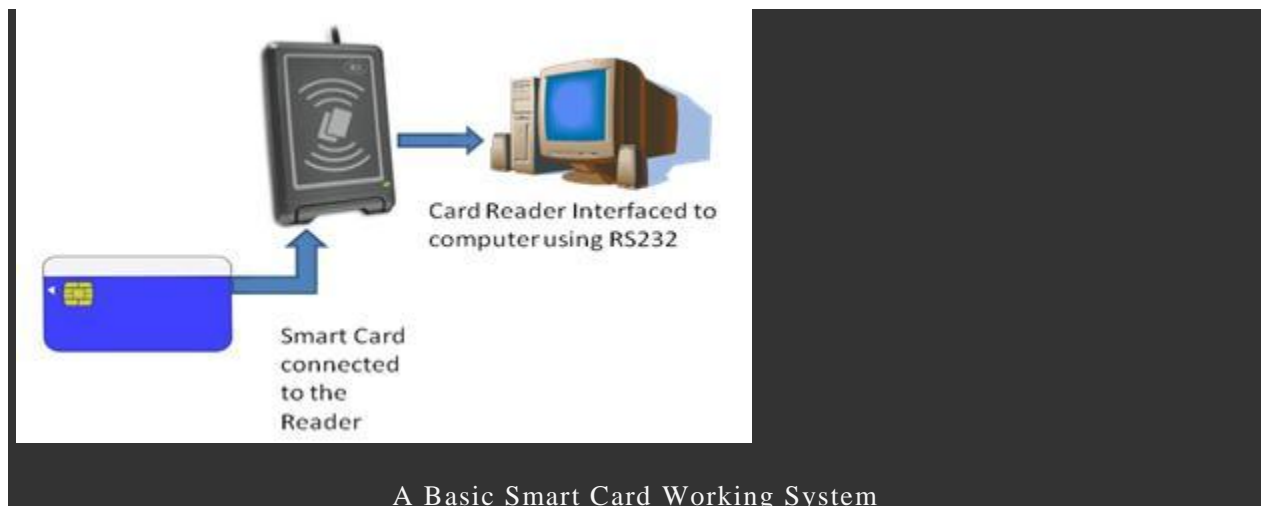 Card Reader Interfaced to
computer using RS232
Smart Card
connected
to the
Reader
A Basic Smart Card Working System